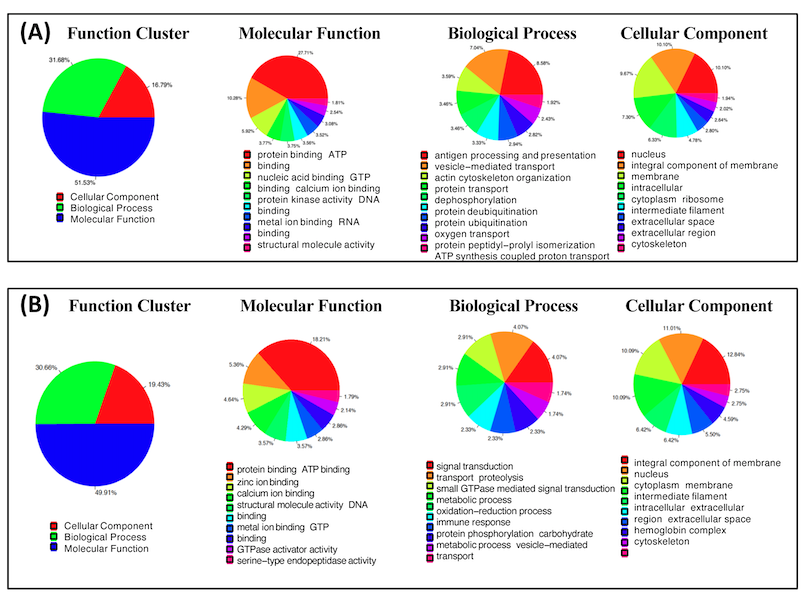 (A)
Function Cluster
Molecular Function
Biological Process
Cellular Component
31.68%
16.79%
51.53%
Cellular Component
Biological Process
Molecular Function
27.71%
10.26%
5.92%
3.77%
3.75%
3.56%
3.52%
3.08%
2.54%
1.81%
protein binding ATP
binding
nucleic acid binding GTP
binding calcium ion binding
protein kinase activity DNA
binding
metal ion binding RNA
binding
structural molecule activity
7.04%
8.58%
3.59%
3.46%
3.46%
3.33%
2.94%
2.82%
2.43%
1.92%
antigen processing and presentation
vesicle-mediated transport
actin cytoskeleton organization
protein transport
dephosphorylation
protein deubiquitination
protein ubiquitination
oxygen transport
protein peptidyl-prolyl isomerization
ATP synthesis coupled proton transport
10.10%
10.10%
9.67%
7.30%
6.33%
4.78%
2.80%
2.64%
2.02%
1.94%
nucleus
integral component of membrane
membrane
intracellular
cytoplasm ribosome
intermediate filament
extracellular space
extracellular region
cytoskeleton
(B)
Function Cluster
Molecular Function
Biological Process
Cellular Component
30.66%
19.43%
49.91%
Cellular Component
Biological Process
Molecular Function
18.21%
5.36%
4.64%
4.29%
3.57%
3.57%
2.86%
2.86%
2.14%
1.79%
protein binding ATP binding
zinc ion binding
calcium ion binding
structural molecule activity DNA
binding
metal ion binding GTP
binding
GTPase activator activity
serine-type endopeptidase activity
4.07%
4.07%
2.91%
2.91%
2.91%
2.33%
2.33%
2.33%
1.74%
1.74%
signal transduction
transport proteolysis
small GTPase mediated signal transduction
metabolic process
oxidation-reduction process
immune response
protein phosphorylation carbohydrate
metabolic process vesicle-mediated
transport
11.01%
12.84%
10.09%
10.09%
6.42%
6.42%
5.50%
4.59%
2.75%
2.75%
integral component of membrane
nucleus
cytoplasm membrane
intermediate filament
intracellular extracellular
region extracellular space
hemoglobin complex
cytoskeleton